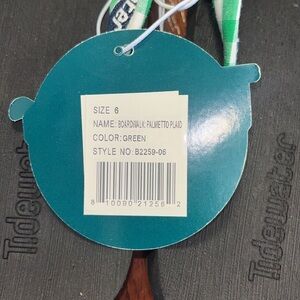 SIZE 6
NAME: BOARDWALK: PALMETTO PLAID
COLOR: GREEN
STYLE NO: B2259-06
8 10090 21256 2
Tidewater
Tidewater